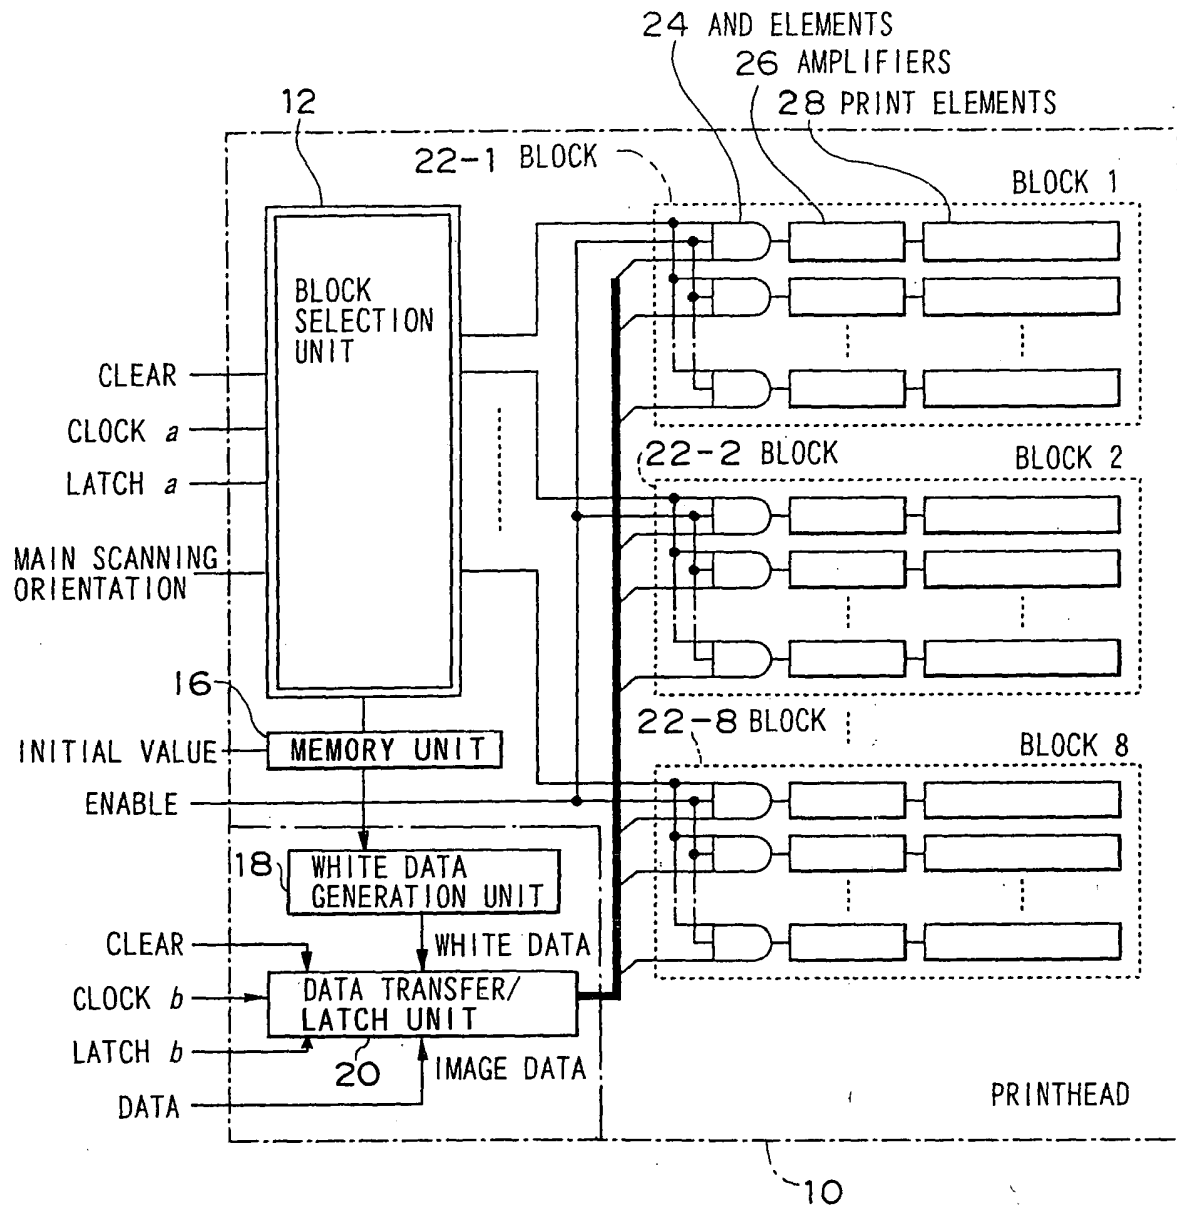 24 AND ELEMENTS
26 AMPLIFIERS
28 PRINT ELEMENTS
12
22-1 BLOCK
BLOCK 1
BLOCK
SELECTION
UNIT
CLEAR
CLOCK a
LATCH a
MAIN SCANNING
ORIENTATION
22-2 BLOCK
BLOCK 2
16
INITIAL VALUE
MEMORY UNIT
22-8 BLOCK
BLOCK 8
ENABLE
18
WHITE DATA
GENERATION UNIT
CLEAR
WHITE DATA
CLOCK b
DATA TRANSFER/
LATCH UNIT
LATCH b
20
IMAGE DATA
DATA
PRINTHEAD
10